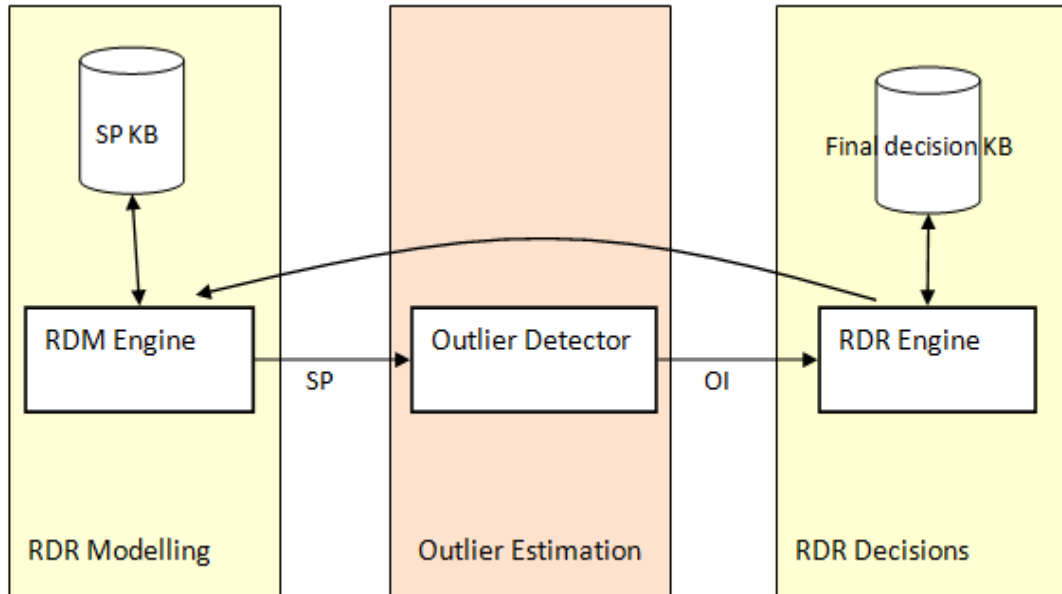 SP KB
Final decision KB
RDM Engine
Outlier Detector
RDR Engine
SP
OI
RDR Modelling
Outlier Estimation
RDR Decisions